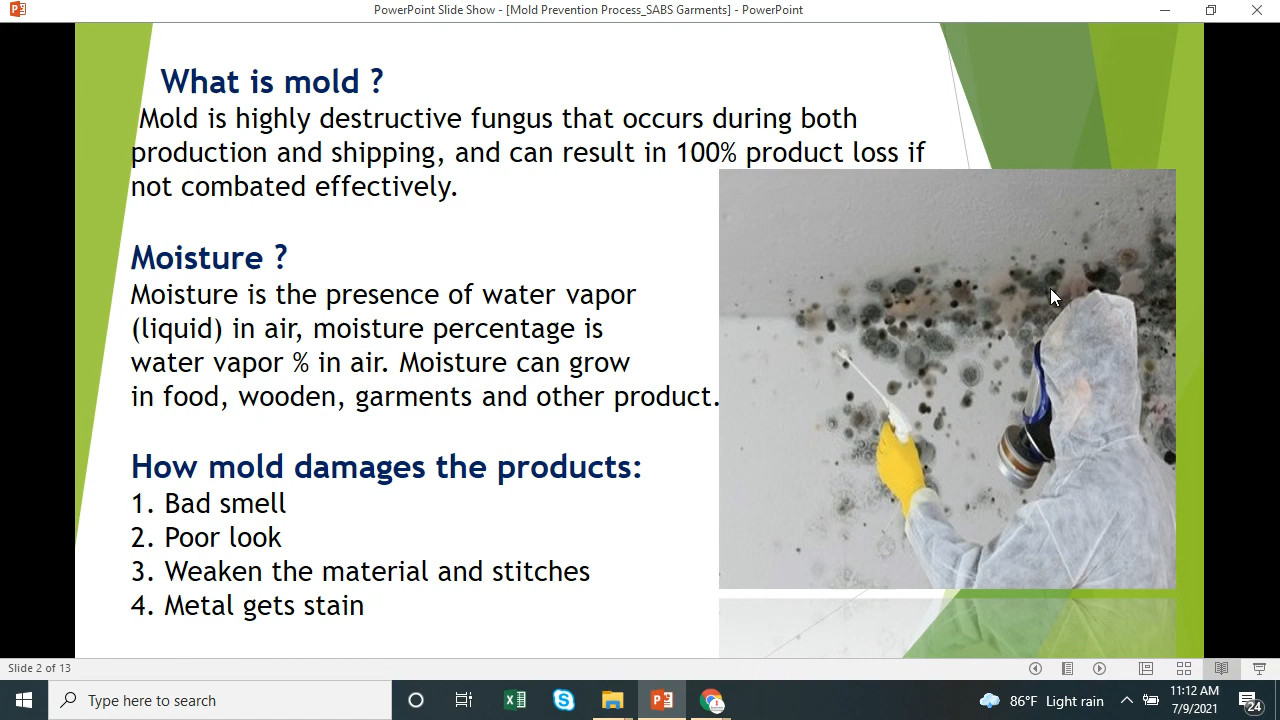 PowerPoint Slide Show - [Mold Prevention Process_SABS Garments] - PowerPoint
What is mold ?
Mold is highly destructive fungus that occurs during both
production and shipping, and can result in 100% product loss if
not combated effectively.
Moisture ?
Moisture is the presence of water vapor
(liquid) in air, moisture percentage is
water vapor % in air. Moisture can grow
in food, wooden, garments and other product.
How mold damages the products:
1. Bad smell
2. Poor look
3. Weaken the material and stitches
4. Metal gets stain
Slide 2 of 13
Type here to search
86°F Light rain
11:12 AM
7/9/2021
24